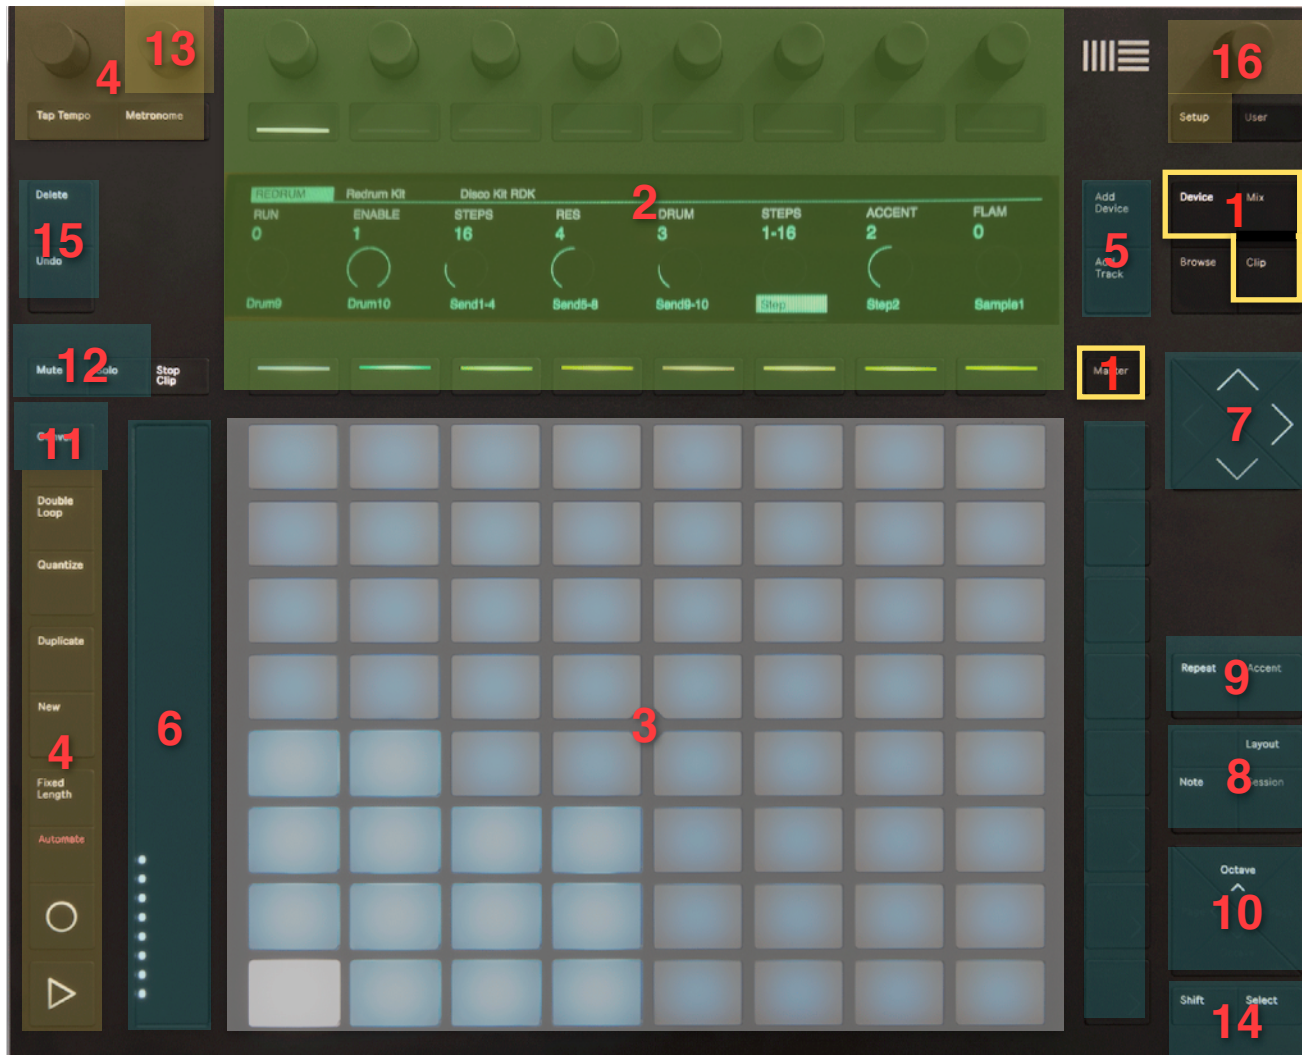 13
4
16
Tap Tempo
Metronome
Setup
User
Delete
REDRUM
Redrum Kit
Disco Kit RDK
2
Add
Device
Device
1
Mix
RUN
ENABLE
STEPS
RES
DRUM
STEPS
ACCENT
FLAM
0
1
16
4
3
1-16
2
0
15
Undo
5
Track
Browse
Clip
Drum9
Drum10
Send1-4
Send5-8
Send9-10
Step
Step2
Sample1
Mute
12
Stop
Clip
1
11
7
Double
Loop
Quantize
Duplicate
Repeat
9
Accent
New
6
3
4
Layout
8
Note
Session
Fixed
Length
Automate
Octave
10
Shift
Select
14